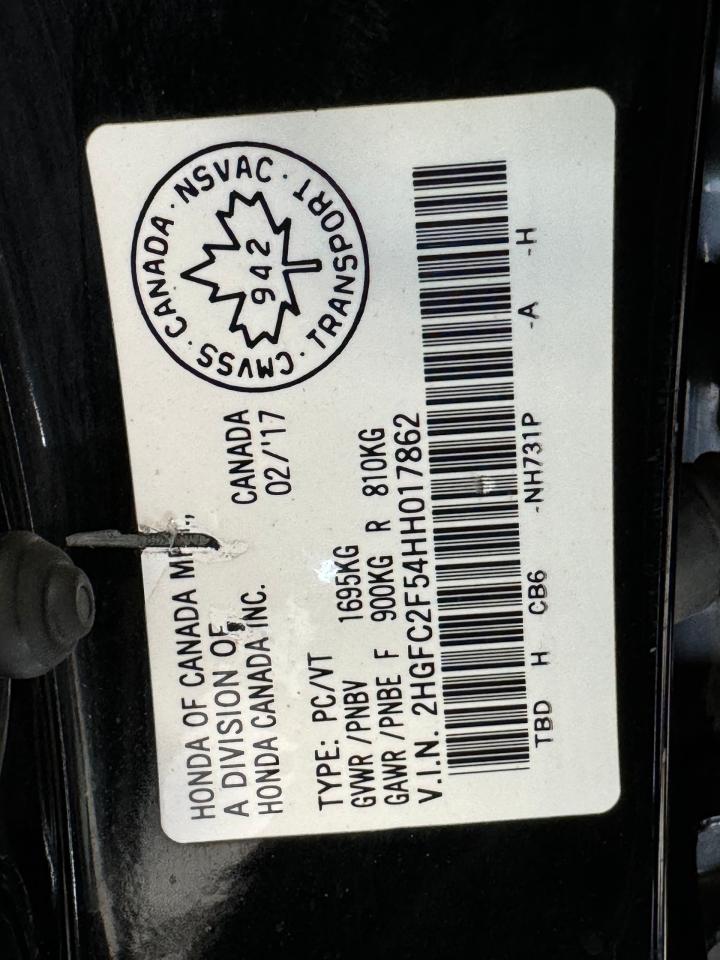 HONDA OF CANADA MFG.,
A DIVISION OF
HONDA CANADA INC.
CANADA
02/'17
CMVSS · CANADA · NSVAC · TRANSPORT ·
942
TYPE: PC/VT
GVWR /PNBV 1695KG
GAWR /PNBE F 900KG R 810KG
V.I.N. 2HGFC2F54HH017862
TBD H CB6 -NH731P -A -H